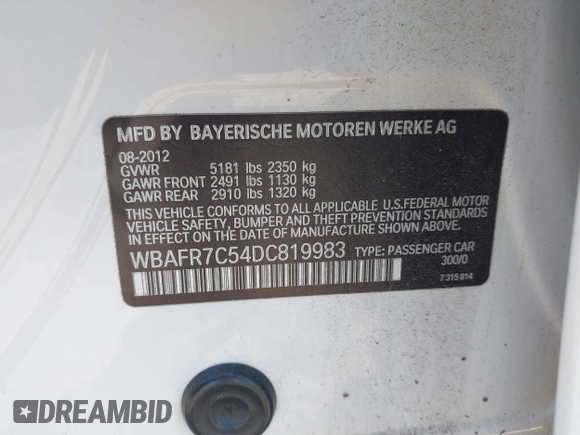 MFD BY BAYERISCHE MOTOREN WERKE AG
08-2012
GVWR 5181 lbs 2350 kg
GAWR FRONT 2491 lbs 1130 kg
GAWR REAR 2910 lbs 1320 kg
THIS VEHICLE CONFORMS TO ALL APPLICABLE U.S.FEDERAL MOTOR
VEHICLE SAFETY, BUMPER AND THEFT PREVENTION STANDARDS
IN EFFECT ON THE DATE OF MANUFACTURE SHOWN ABOVE.
WBAFR7C54DC819983 TYPE: PASSENGER CAR
300/0
7 315 814
DREAMBID